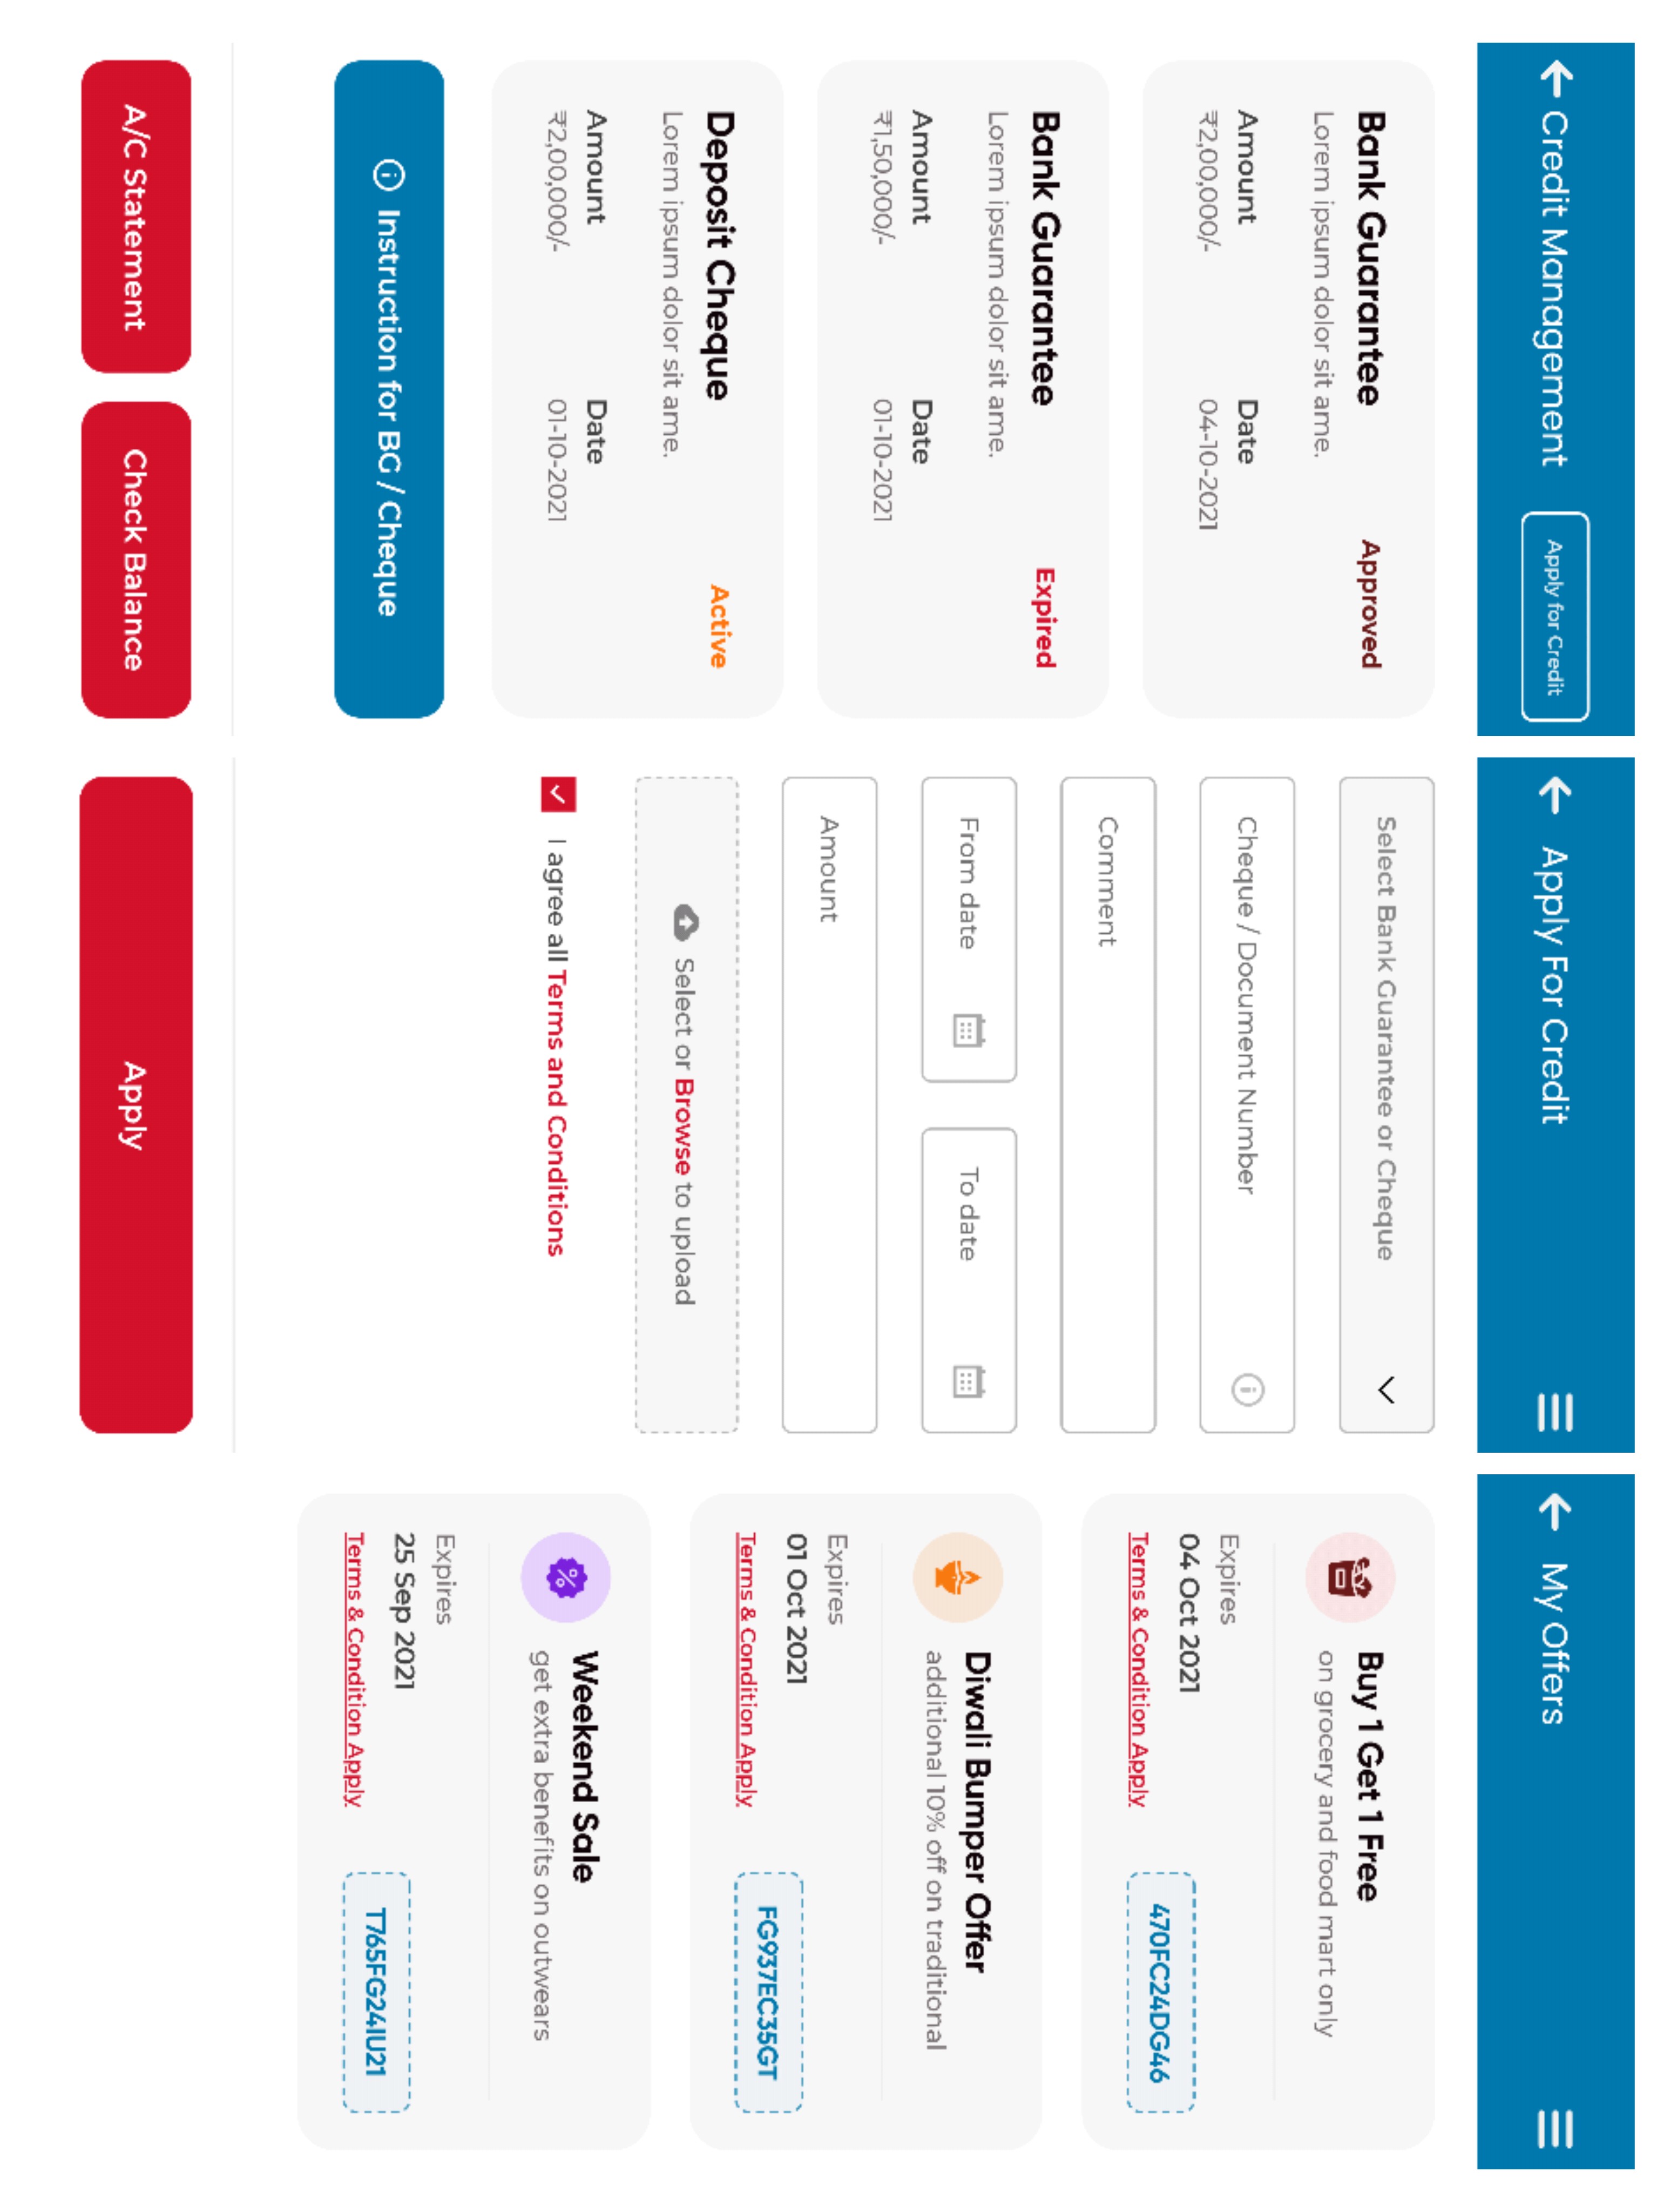 Credit Management
Apply for Credit
Bank Guarantee
Approved
Lorem ipsum dolor sit ame.
Amount
Date
₹2,00,000/-
04-10-2021
Bank Guarantee
Expired
Lorem ipsum dolor sit ame.
Amount
Date
₹1,50,000/-
01-10-2021
Deposit Cheque
Active
Lorem ipsum dolor sit ame.
Amount
Date
₹2,00,000/-
01-10-2021
Instruction for BG / Cheque
A/C Statement
Check Balance
Apply For Credit
Select Bank Guarantee or Cheque
Cheque / Document Number
Comment
From date
To date
Amount
Select or Browse to upload
I agree all Terms and Conditions
Apply
My Offers
Buy 1 Get 1 Free
on grocery and food mart only
Expires
04 Oct 2021
Terms & Condition Apply
470FC24DG46
Diwali Bumper Offer
additional 10% off on traditional
Expires
01 Oct 2021
Terms & Condition Apply
FG937EC35GT
Weekend Sale
get extra benefits on outwears
Expires
25 Sep 2021
Terms & Condition Apply
T765FG24IU21